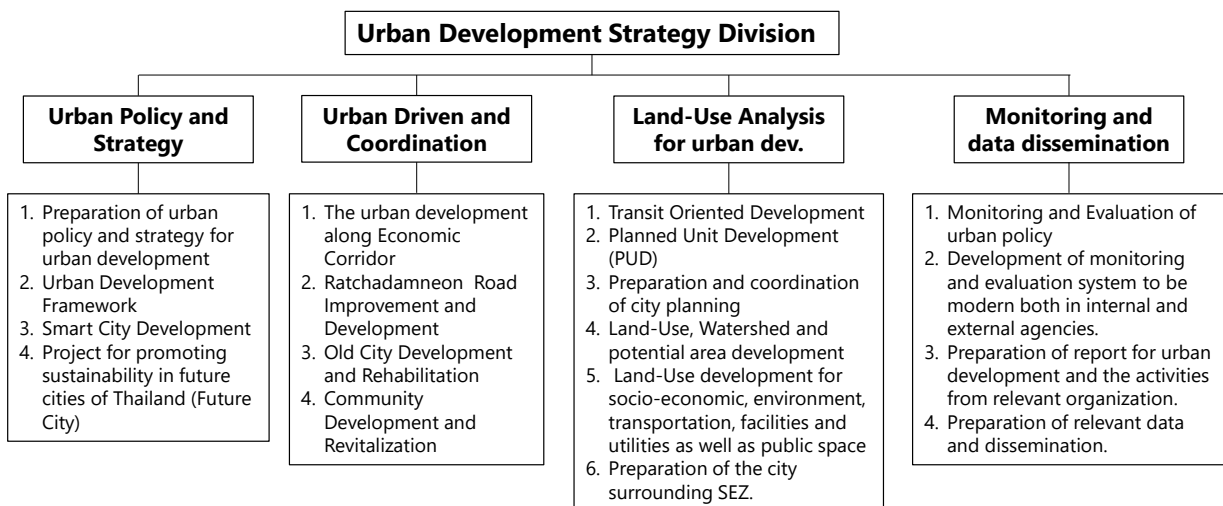 Urban Development Strategy Division
Urban Policy and
Strategy
1. Preparation of urban
policy and strategy for
urban development
2. Urban Development
Framework
3. Smart City Development
4. Project for promoting
sustainability in future
cities of Thailand (Future
City)
Urban Driven and
Coordination
1. The urban development
along Economic
Corridor
2. Ratchadamneon Road
Improvement and
Development
3. Old City Development
and Rehabilitation
4. Community
Development and
Revitalization
Land-Use Analysis
for urban dev.
1. Transit Oriented Development
2. Planned Unit Development
(PUD)
3. Preparation and coordination
of city planning
4. Land-Use, Watershed and
potential area development
5. Land-Use development for
socio-economic, environment,
transportation, facilities and
utilities as well as public space
6. Preparation of the city
surrounding SEZ.
Monitoring and
data dissemination
1. Monitoring and Evaluation of
urban policy
2. Development of monitoring
and evaluation system to be
modern both in internal and
external agencies.
3. Preparation of report for urban
development and the activities
from relevant organization.
4. Preparation of relevant data
and dissemination.